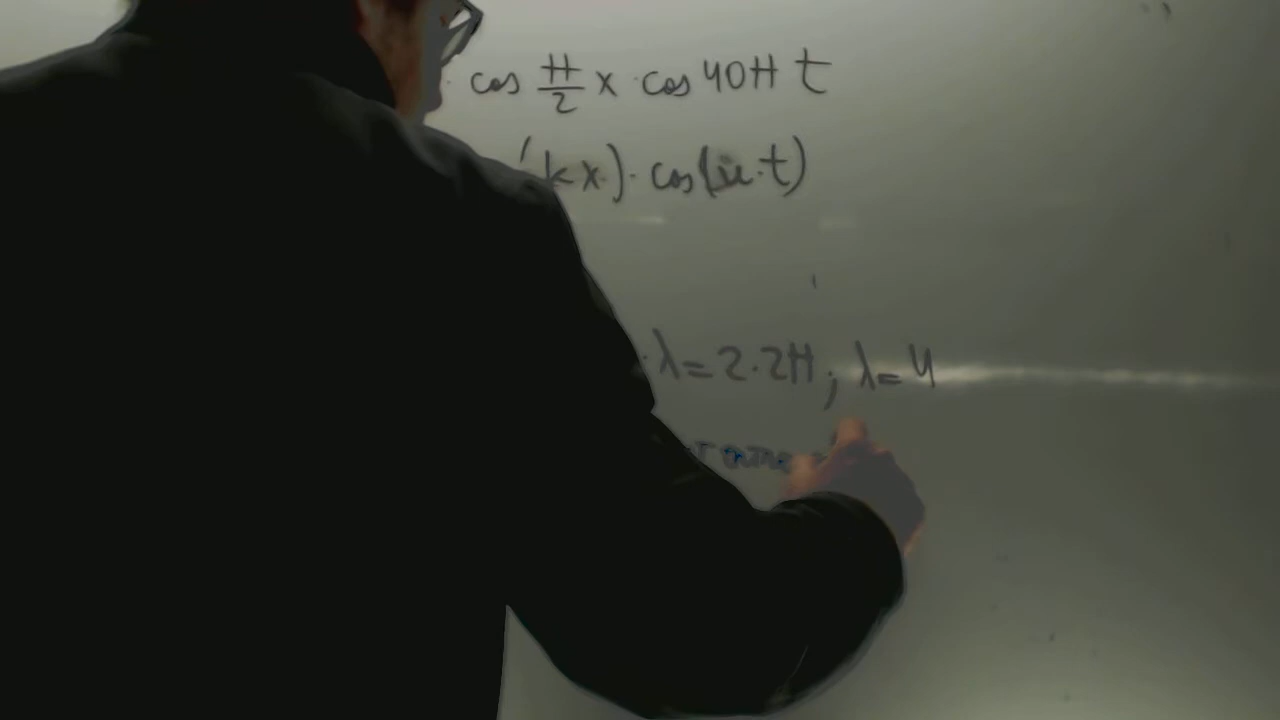 cos π/2 x · cos 40π t
kx) · cos(w·t)
· λ = 2·2π ; λ = 4